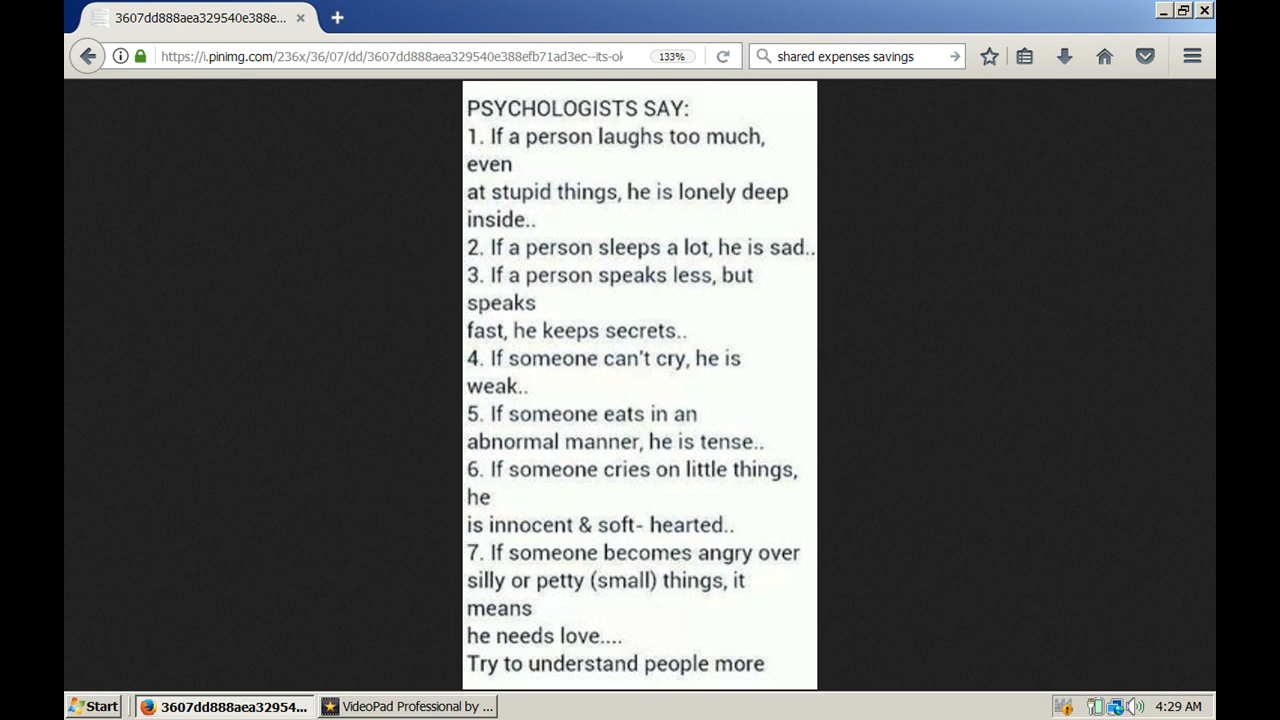 3607dd888aea329540e388e...
https://i.pinimg.com/236x/36/07/dd/3607dd888aea329540e388efb71ad3ec--its-ok
133%
shared expenses savings
PSYCHOLOGISTS SAY:
1. If a person laughs too much,
even
at stupid things, he is lonely deep
inside..
2. If a person sleeps a lot, he is sad..
3. If a person speaks less, but
speaks
fast, he keeps secrets..
4. If someone can't cry, he is
weak..
5. If someone eats in an
abnormal manner, he is tense..
6. If someone cries on little things,
he
is innocent & soft- hearted..
7. If someone becomes angry over
silly or petty (small) things, it
means
he needs love....
Try to understand people more
Start
3607dd888aea32954...
VideoPad Professional by ...
4:29 AM